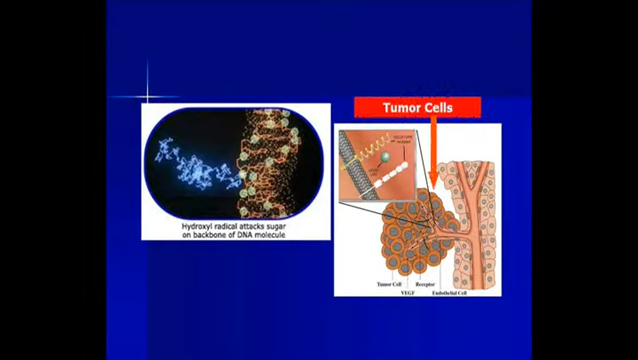 Tumor Cells
Hydroxyl radical attacks sugar
on backbone of DNA molecule
Tumor Cell
Receptor
VEGF
Endothelial Cell